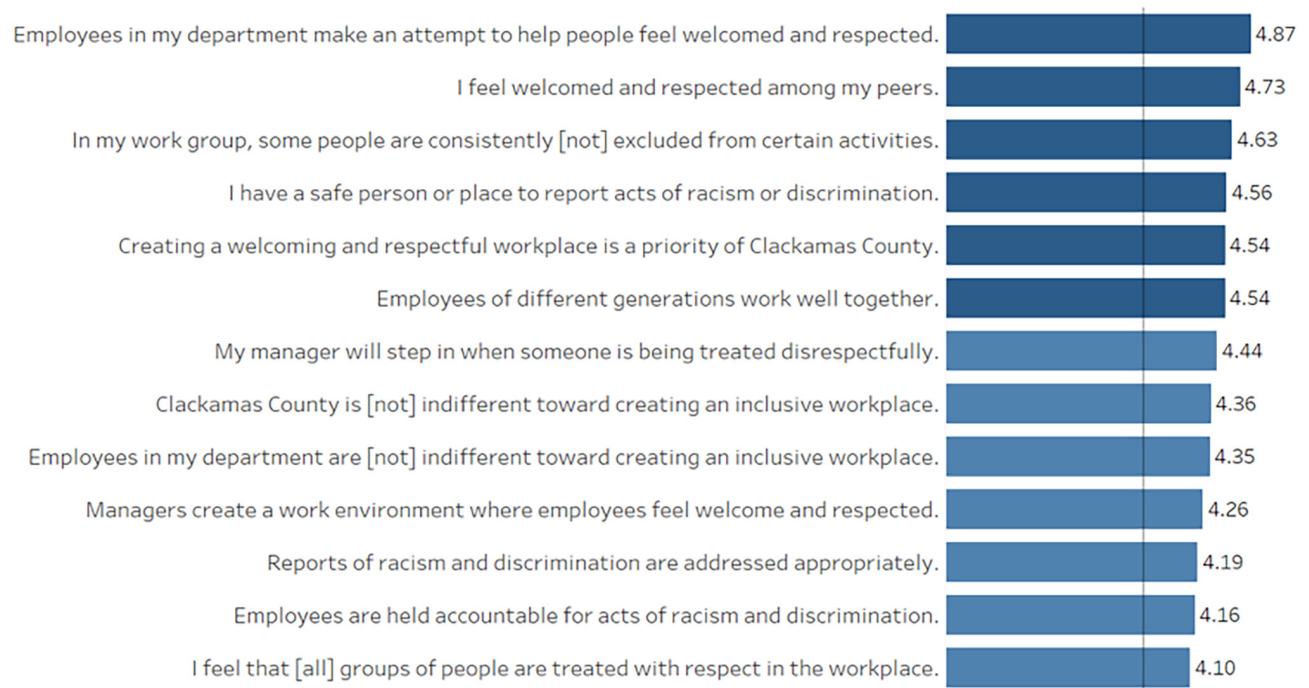 Employees in my department make an attempt to help people feel welcomed and respected. 4.87
I feel welcomed and respected among my peers. 4.73
In my work group, some people are consistently [not] excluded from certain activities. 4.63
I have a safe person or place to report acts of racism or discrimination. 4.56
Creating a welcoming and respectful workplace is a priority of Clackamas County. 4.54
Employees of different generations work well together. 4.54
My manager will step in when someone is being treated disrespectfully. 4.44
Clackamas County is [not] indifferent toward creating an inclusive workplace. 4.36
Employees in my department are [not] indifferent toward creating an inclusive workplace. 4.35
Managers create a work environment where employees feel welcome and respected. 4.26
Reports of racism and discrimination are addressed appropriately. 4.19
Employees are held accountable for acts of racism and discrimination. 4.16
I feel that [all] groups of people are treated with respect in the workplace. 4.10